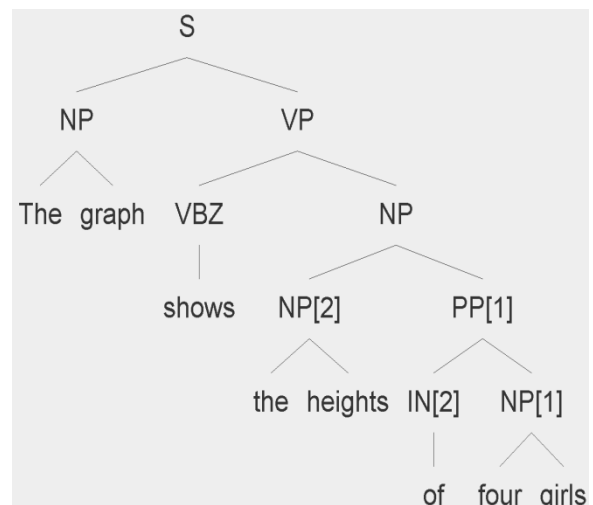 S
NP VP
The graph VBZ NP
shows NP[2] PP[1]
the heights IN[2] NP[1]
of four girls